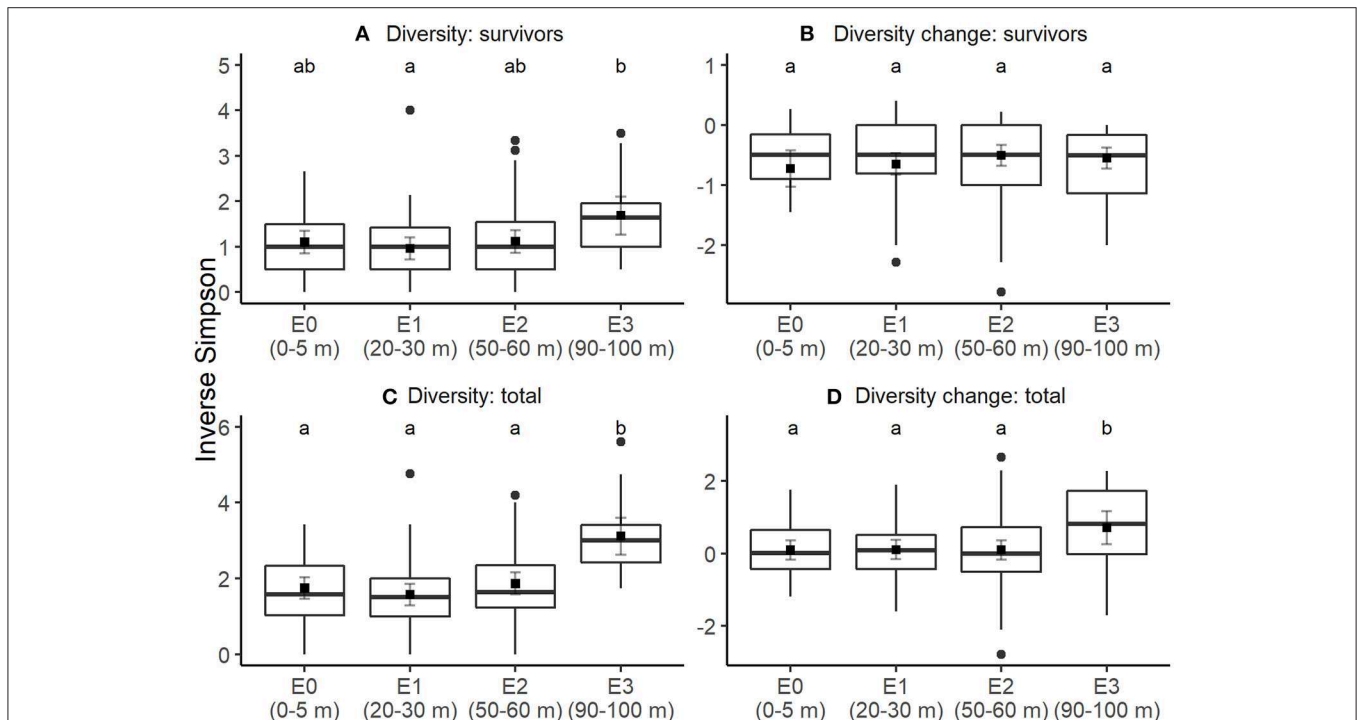 A Diversity: survivors
B Diversity change: survivors
5
4
3
2
1
0
ab
a
ab
b
1
0
-1
-2
a
a
a
a
E0
(0-5 m)
E1
(20-30 m)
E2
(50-60 m)
E3
(90-100 m)
E0
(0-5 m)
E1
(20-30 m)
E2
(50-60 m)
E3
(90-100 m)
Inverse Simpson
C Diversity: total
D Diversity change: total
6
4
2
0
a
a
a
b
2
0
-2
a
a
a
b
E0
(0-5 m)
E1
(20-30 m)
E2
(50-60 m)
E3
(90-100 m)
E0
(0-5 m)
E1
(20-30 m)
E2
(50-60 m)
E3
(90-100 m)